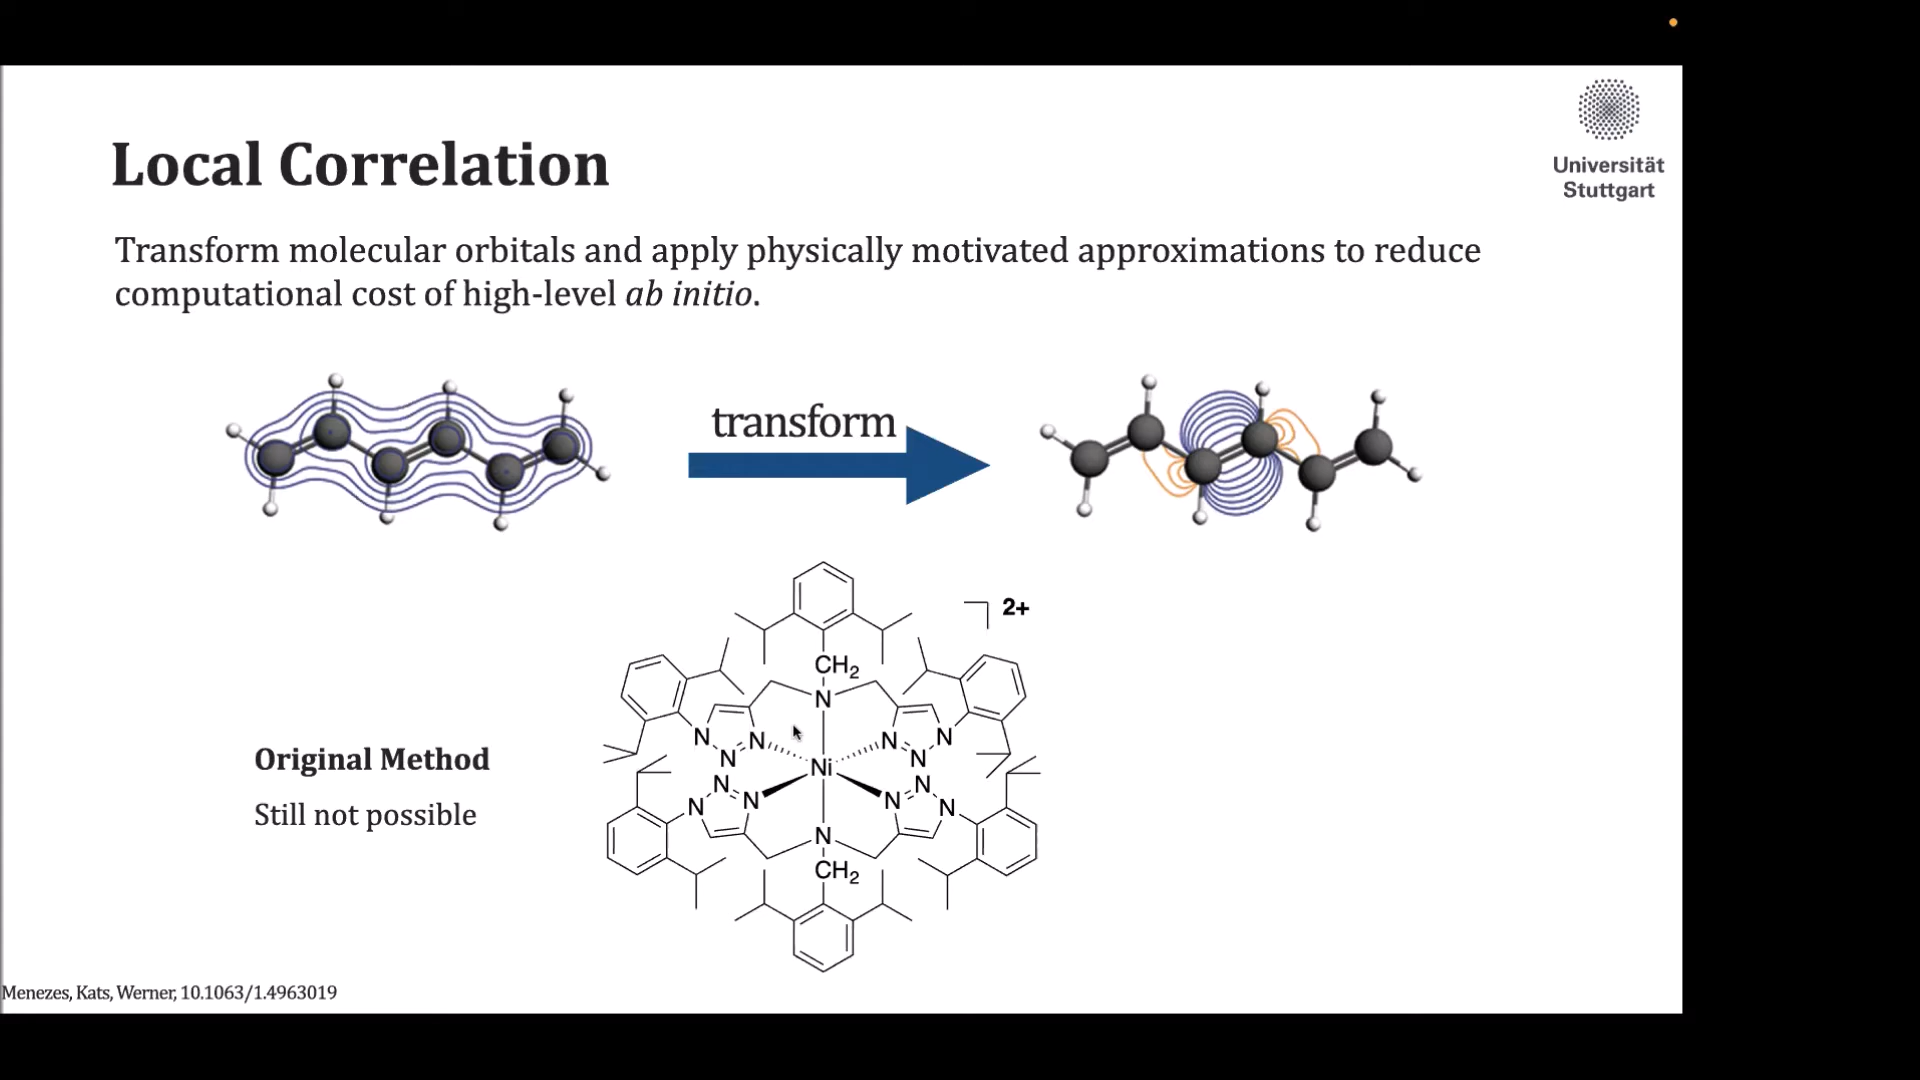 Universität
Stuttgart
Local Correlation
Transform molecular orbitals and apply physically motivated approximations to reduce
computational cost of high-level ab initio.
transform
2+
CH2
N
N
N
N
N
N
N
N
Ni
Original Method
Still not possible
N
N
N
N
N
N
N
CH2
Menezes, Kats, Werner, 10.1063/1.4963019